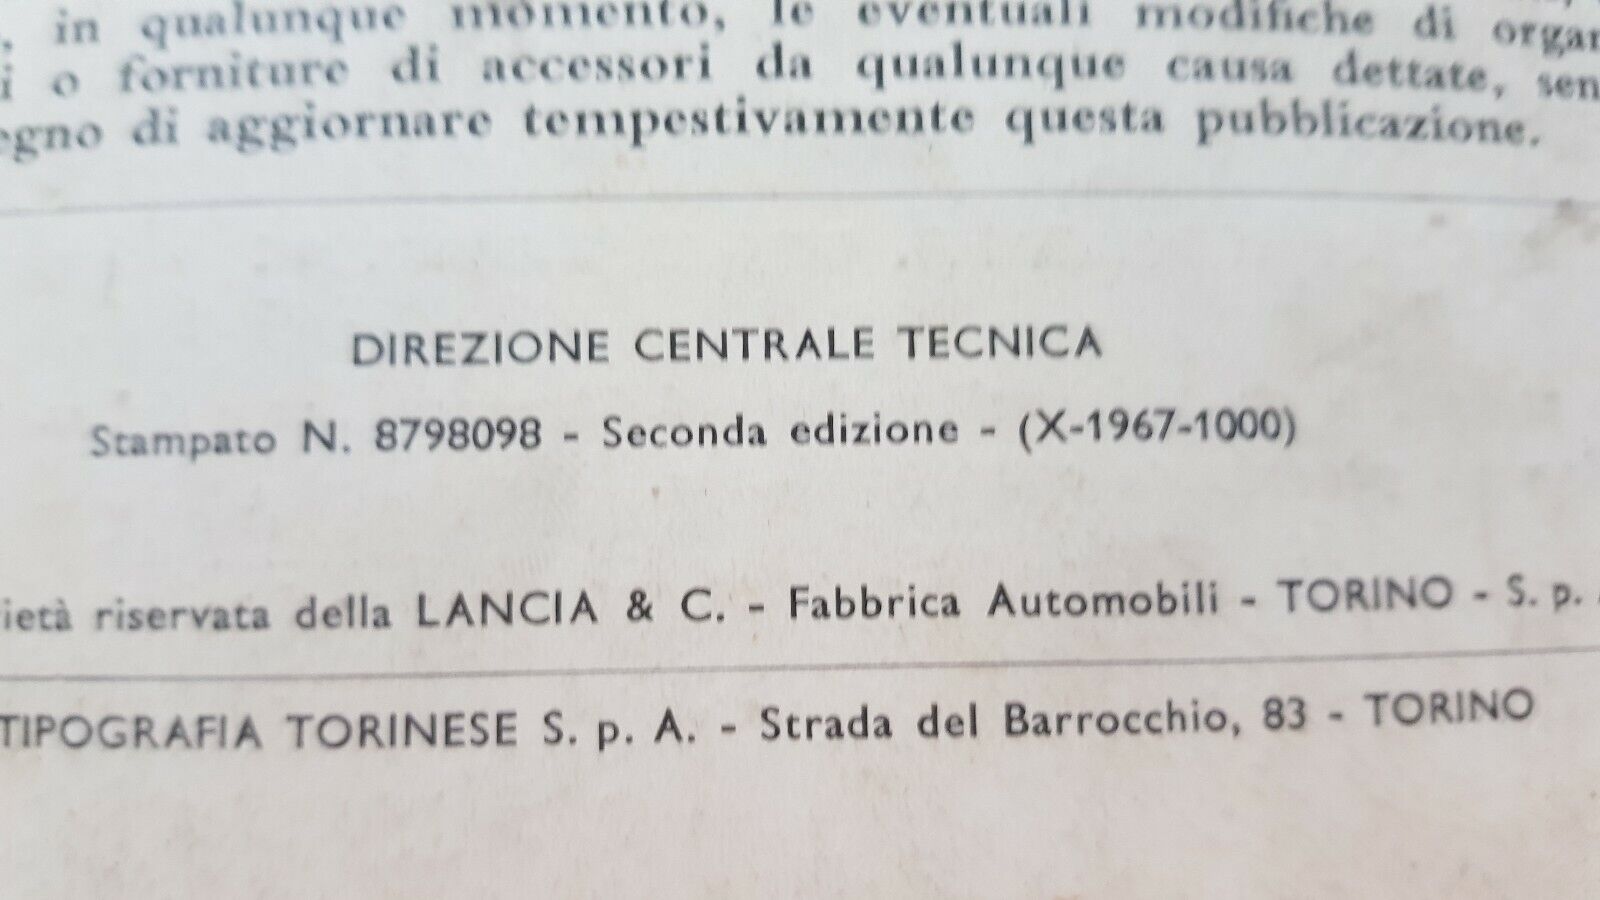 in qualunque momento, le eventuali modifiche di organ
i o forniture di accessori da qualunque causa dettate, sen
egno di aggiornare tempestivamente questa pubblicazione.
DIREZIONE CENTRALE TECNICA
Stampato N. 8798098 - Seconda edizione - (X-1967-1000)
ietà riservata della LANCIA & C. - Fabbrica Automobili - TORINO - S. p.
TIPOGRAFIA TORINESE S. p. A. - Strada del Barrocchio, 83 - TORINO